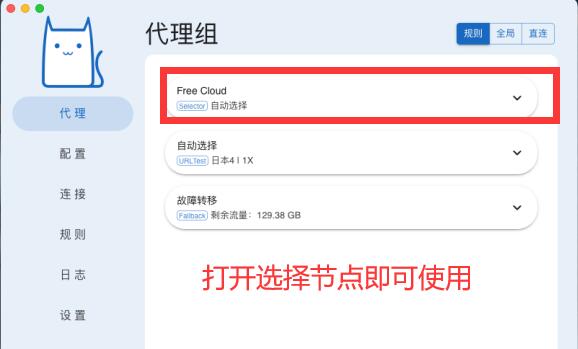 代理组
规则 全局 直连
代理
配置
连接
规则
日志
设置
Free Cloud
Selector 自动选择
自动选择
URLTest 日本4 | 1X
故障转移
Fallback 剩余流量：129.38 GB
打开选择节点即可使用